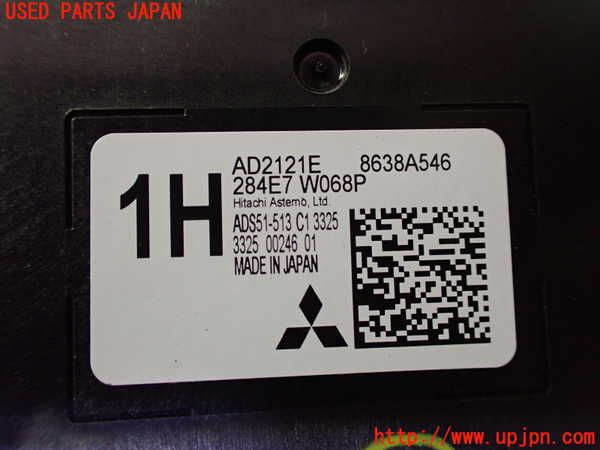 USED PARTS JAPAN
1H
AD2121E 8638A546
284E7 W068P
Hitachi Astemo, Ltd.
ADS51-513 C1 3325
3325 00246 01
MADE IN JAPAN
http://www.upjpn.com/